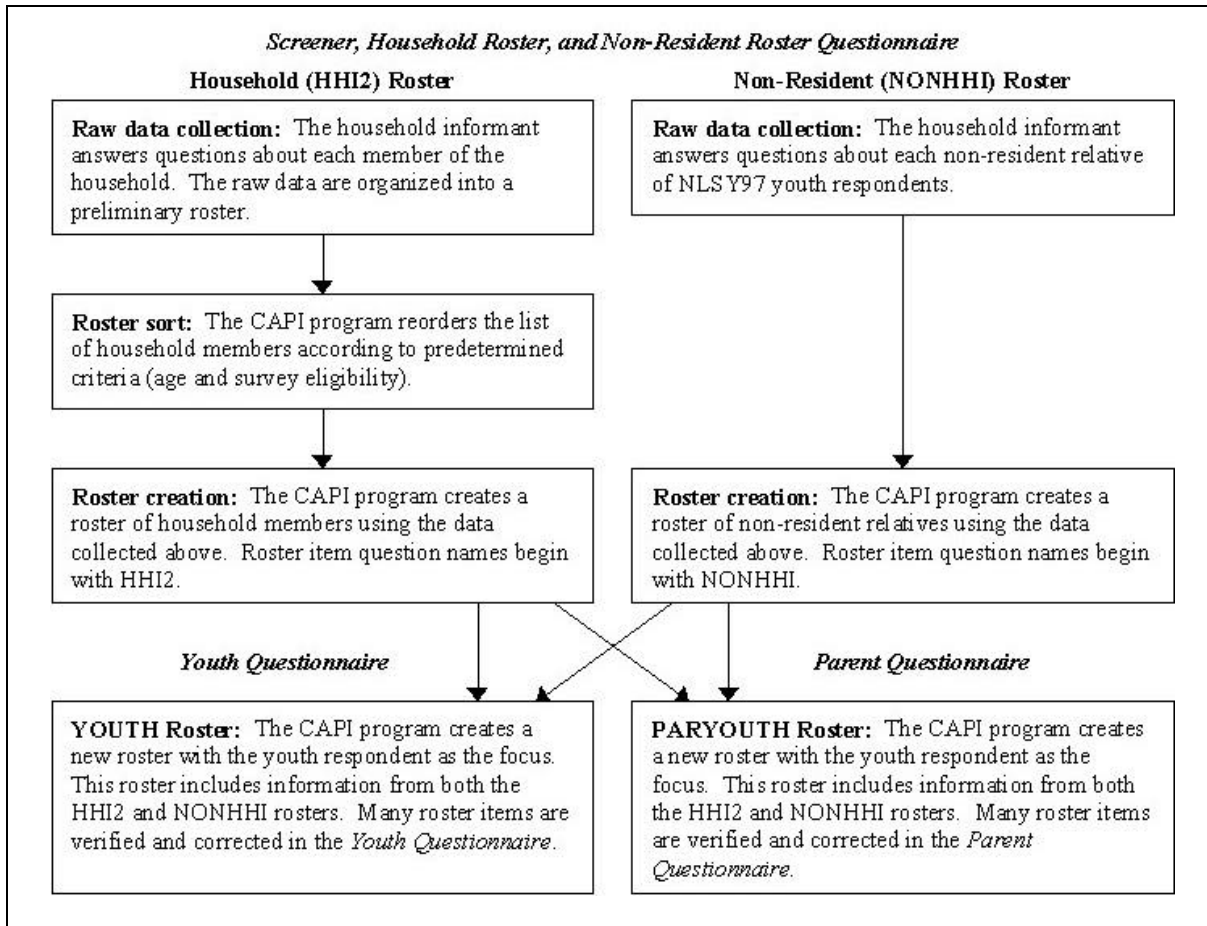 Screener, Household Roster, and Non-Resident Roster Questionnaire
Household (HHI2) Roster
Non-Resident (NONHHI) Roster
Raw data collection: The household informant
answers questions about each member of the
household. The raw data are organized into a
preliminary roster.
Raw data collection: The household informant
answers questions about each non-resident relative
of NLSY97 youth respondents.
Roster sort: The CAPI program reorders the list
of household members according to predetermined
criteria (age and survey eligibility).
Roster creation: The CAPI program creates a
roster of household members using the data
collected above. Roster item question names begin
with HHI2.
Roster creation: The CAPI program creates a
roster of non-resident relatives using the data
collected above. Roster item question names begin
with NONHHI.
Youth Questionnaire
Parent Questionnaire
YOUTH Roster: The CAPI program creates a
new roster with the youth respondent as the focus.
This roster includes information from both the
HHI2 and NONHHI rosters. Many roster items are
verified and corrected in the Youth Questionnaire.
PARYOUTH Roster: The CAPI program creates
a new roster with the youth respondent as the
focus. This roster includes information from both
the HHI2 and NONHHI rosters. Many roster items
are verified and corrected in the Parent
Questionnaire.